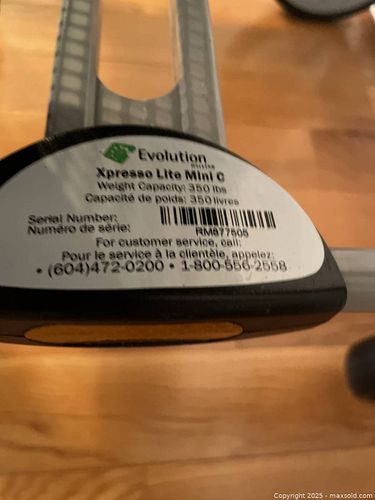 Evolution
Xpresso Lite Mini C
Weight Capacity: 350 lbs
Capacité de poids: 350 livres
Serial Number:
Numéro de série: RM877505
For customer service, call:
Pour le service à la clientèle, appelez:
• (604)472-0200 • 1-800-556-2558
Copyright 2025 - maxsold.com